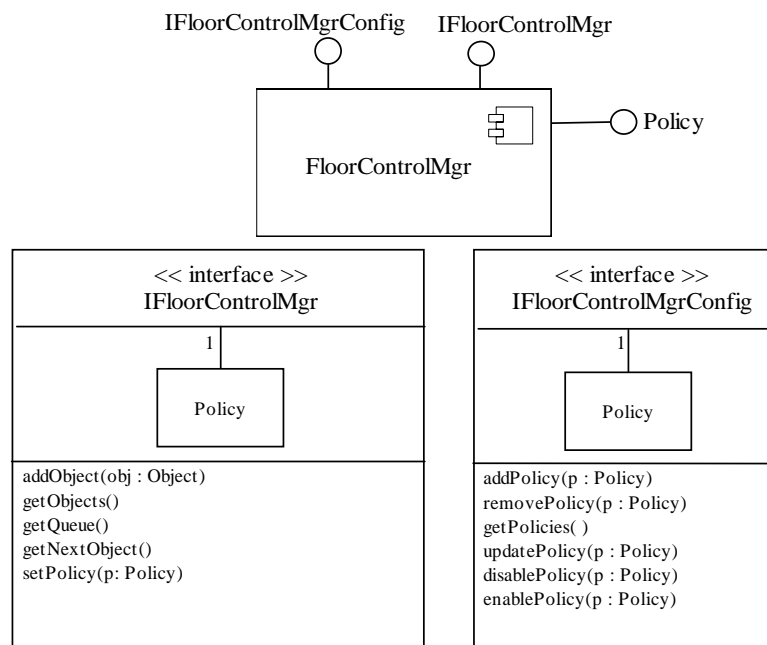 IFloorControlMgrConfig
IFloorControlMgr
Policy
FloorControlMgr
<< interface >>
IFloorControlMgr
1
Policy
addObject(obj : Object)
getObjects()
getQueue()
getNextObject()
setPolicy(p: Policy)
<< interface >>
IFloorControlMgrConfig
1
Policy
addPolicy(p : Policy)
removePolicy(p : Policy)
getPolicies( )
updatePolicy(p : Policy)
disablePolicy(p : Policy)
enablePolicy(p : Policy)